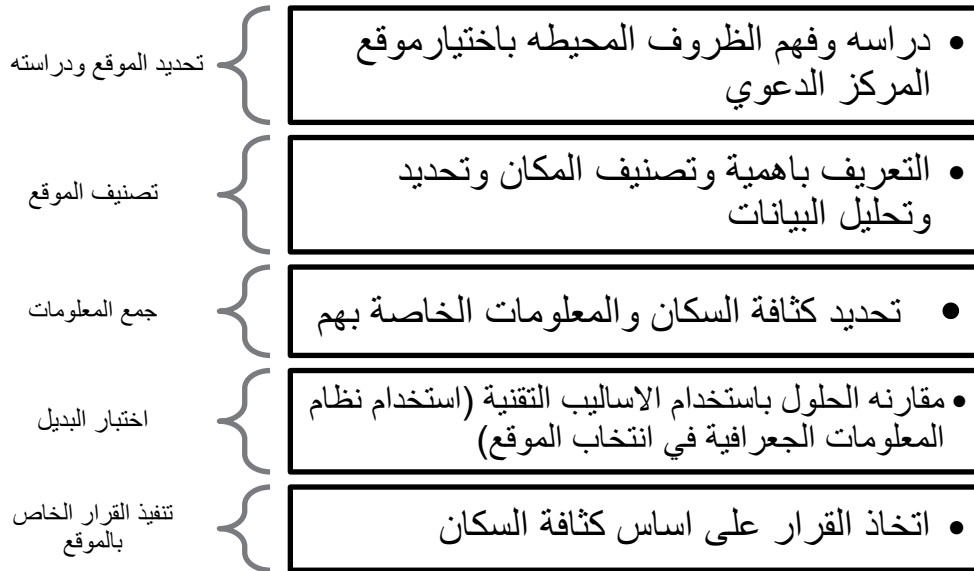 تحديد الموقع ودراسته
• دراسه وفهم الظروف المحيطه باختيارموقع
المركز الدعوي
تصنيف الموقع
• التعريف باهمية وتصنيف المكان وتحديد
وتحليل البيانات
جمع المعلومات
• تحديد كثافة السكان والمعلومات الخاصة بهم
اختبار البديل
• مقارنه الحلول باستخدام الاساليب التقنية (استخدام نظام
المعلومات الجعرافية في انتخاب الموقع)
تنفيذ القرار الخاص
بالموقع
• اتخاذ القرار على اساس كثافة السكان